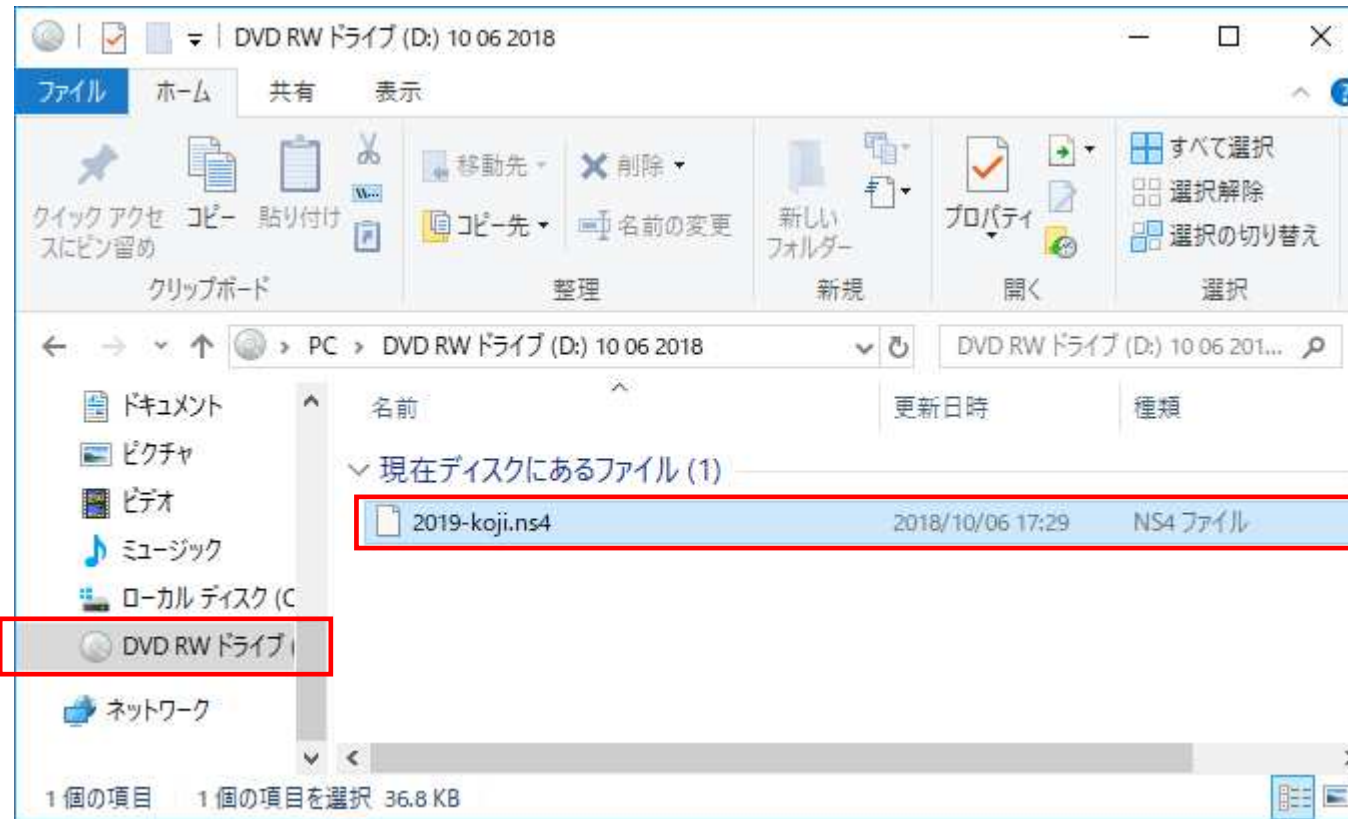 DVD RW ドライブ (D:) 10 06 2018
ファイル ホーム 共有 表示
クイック アクセスにピン留め
コピー
貼り付け
移動先
コピー先
削除
名前の変更
新しいフォルダー
プロパティ
すべて選択
選択解除
選択の切り替え
クリップボード 整理 新規 開く 選択
PC › DVD RW ドライブ (D:) 10 06 2018
DVD RW ドライブ (D:) 10 06 201...
ドキュメント
ピクチャ
ビデオ
ミュージック
ローカル ディスク (C
DVD RW ドライブ (
ネットワーク
名前 更新日時 種類
現在ディスクにあるファイル (1)
2019-koji.ns4 2018/10/06 17:29 NS4 ファイル
1 個の項目 1 個の項目を選択 36.8 KB